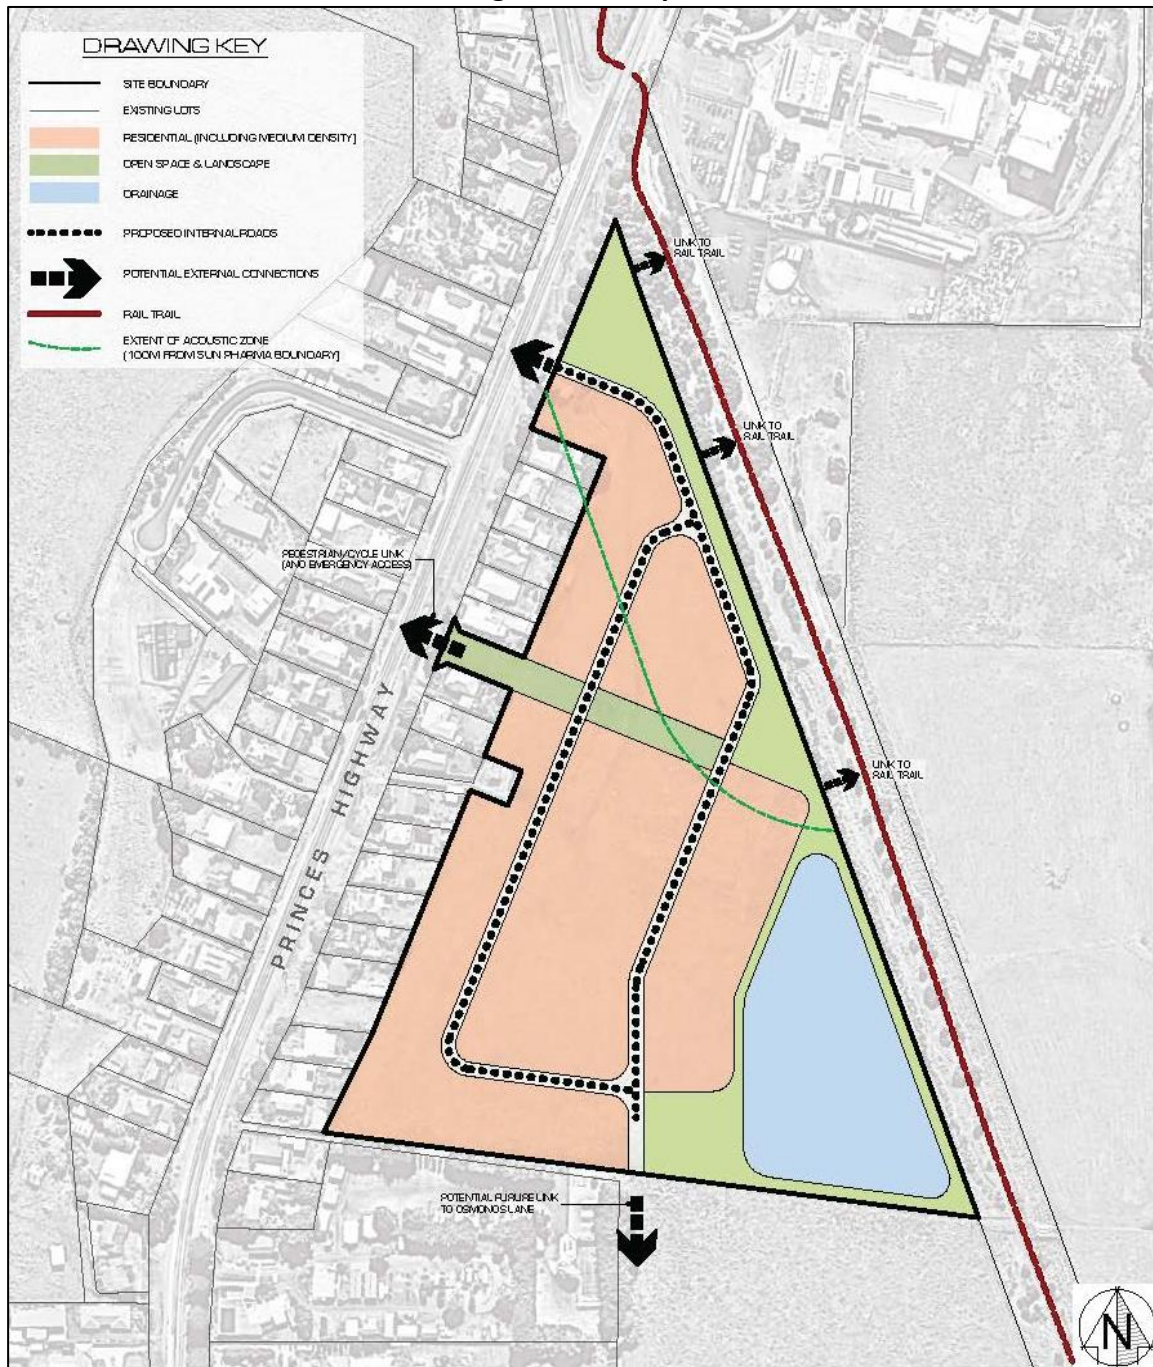 DRAWING KEY
SITE BOUNDARY
EXISTING LOTS
RESIDENTIAL (INCLUDING MEDIUM DENSITY)
OPEN SPACE & LANDSCAPE
DRAINAGE
PROPOSED INTERNAL ROADS
POTENTIAL EXTERNAL CONNECTIONS
RAIL TRAIL
EXTENT OF ACOUSTIC ZONE
(100M FROM SUN PHARMA BOUNDARY)
LINK TO
RAIL TRAIL
LINK TO
RAIL TRAIL
PEDESTRIAN/CYCLE LINK
(AND EMERGENCY ACCESS)
LINK TO
RAIL TRAIL
PRINCES HIGHWAY
POTENTIAL FURURE LINK
TO OSMONDS LANE
N